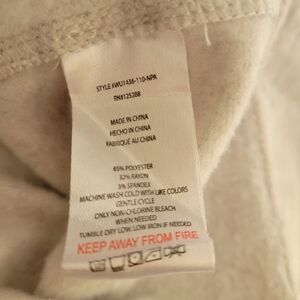 STYLE #WU1436-110-NPA
RN#125288
MADE IN CHINA
HECHO IN CHINA
FABRIQUÉ AU CHINA
65% POLYESTER
32% RAYON
3% SPANDEX
MACHINE WASH COLD WITH LIKE COLORS
GENTLE CYCLE
ONLY NON-CHLORINE BLEACH
WHEN NEEDED
TUMBLE DRY LOW, LOW IRON IF NEEDED
KEEP AWAY FROM FIRE